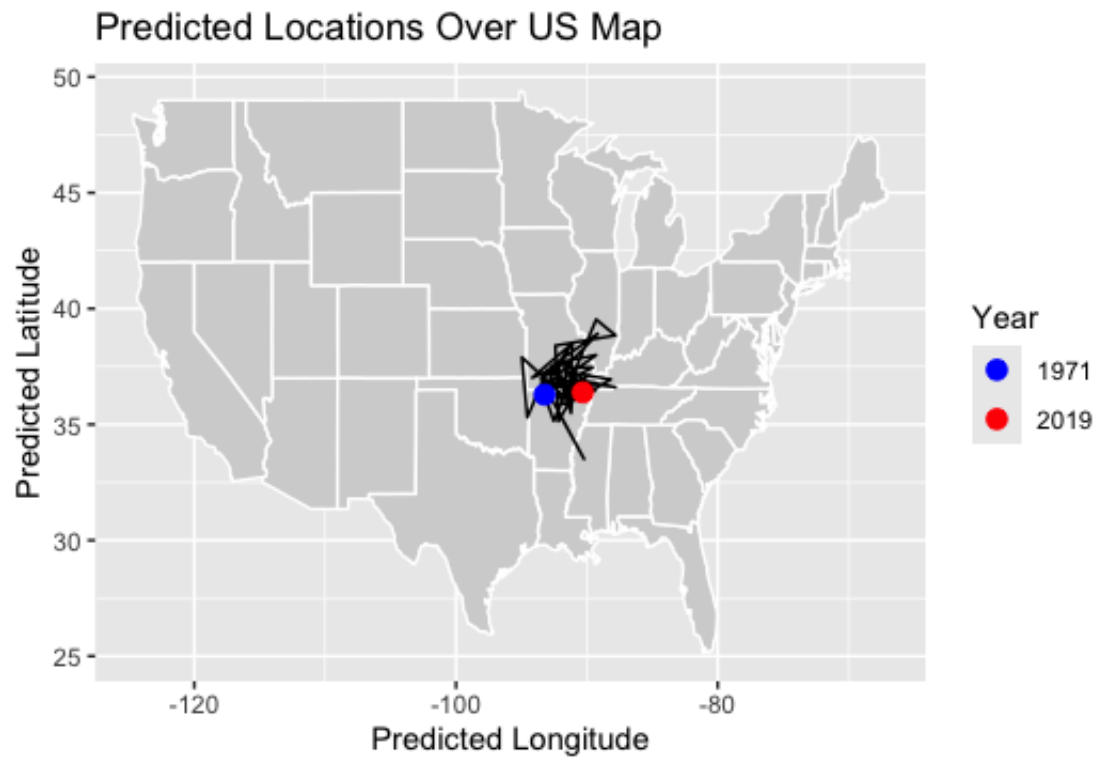 Predicted Locations Over US Map
50
45
40
35
30
25
Predicted Latitude
-120
-100
-80
Predicted Longitude
Year
1971
2019